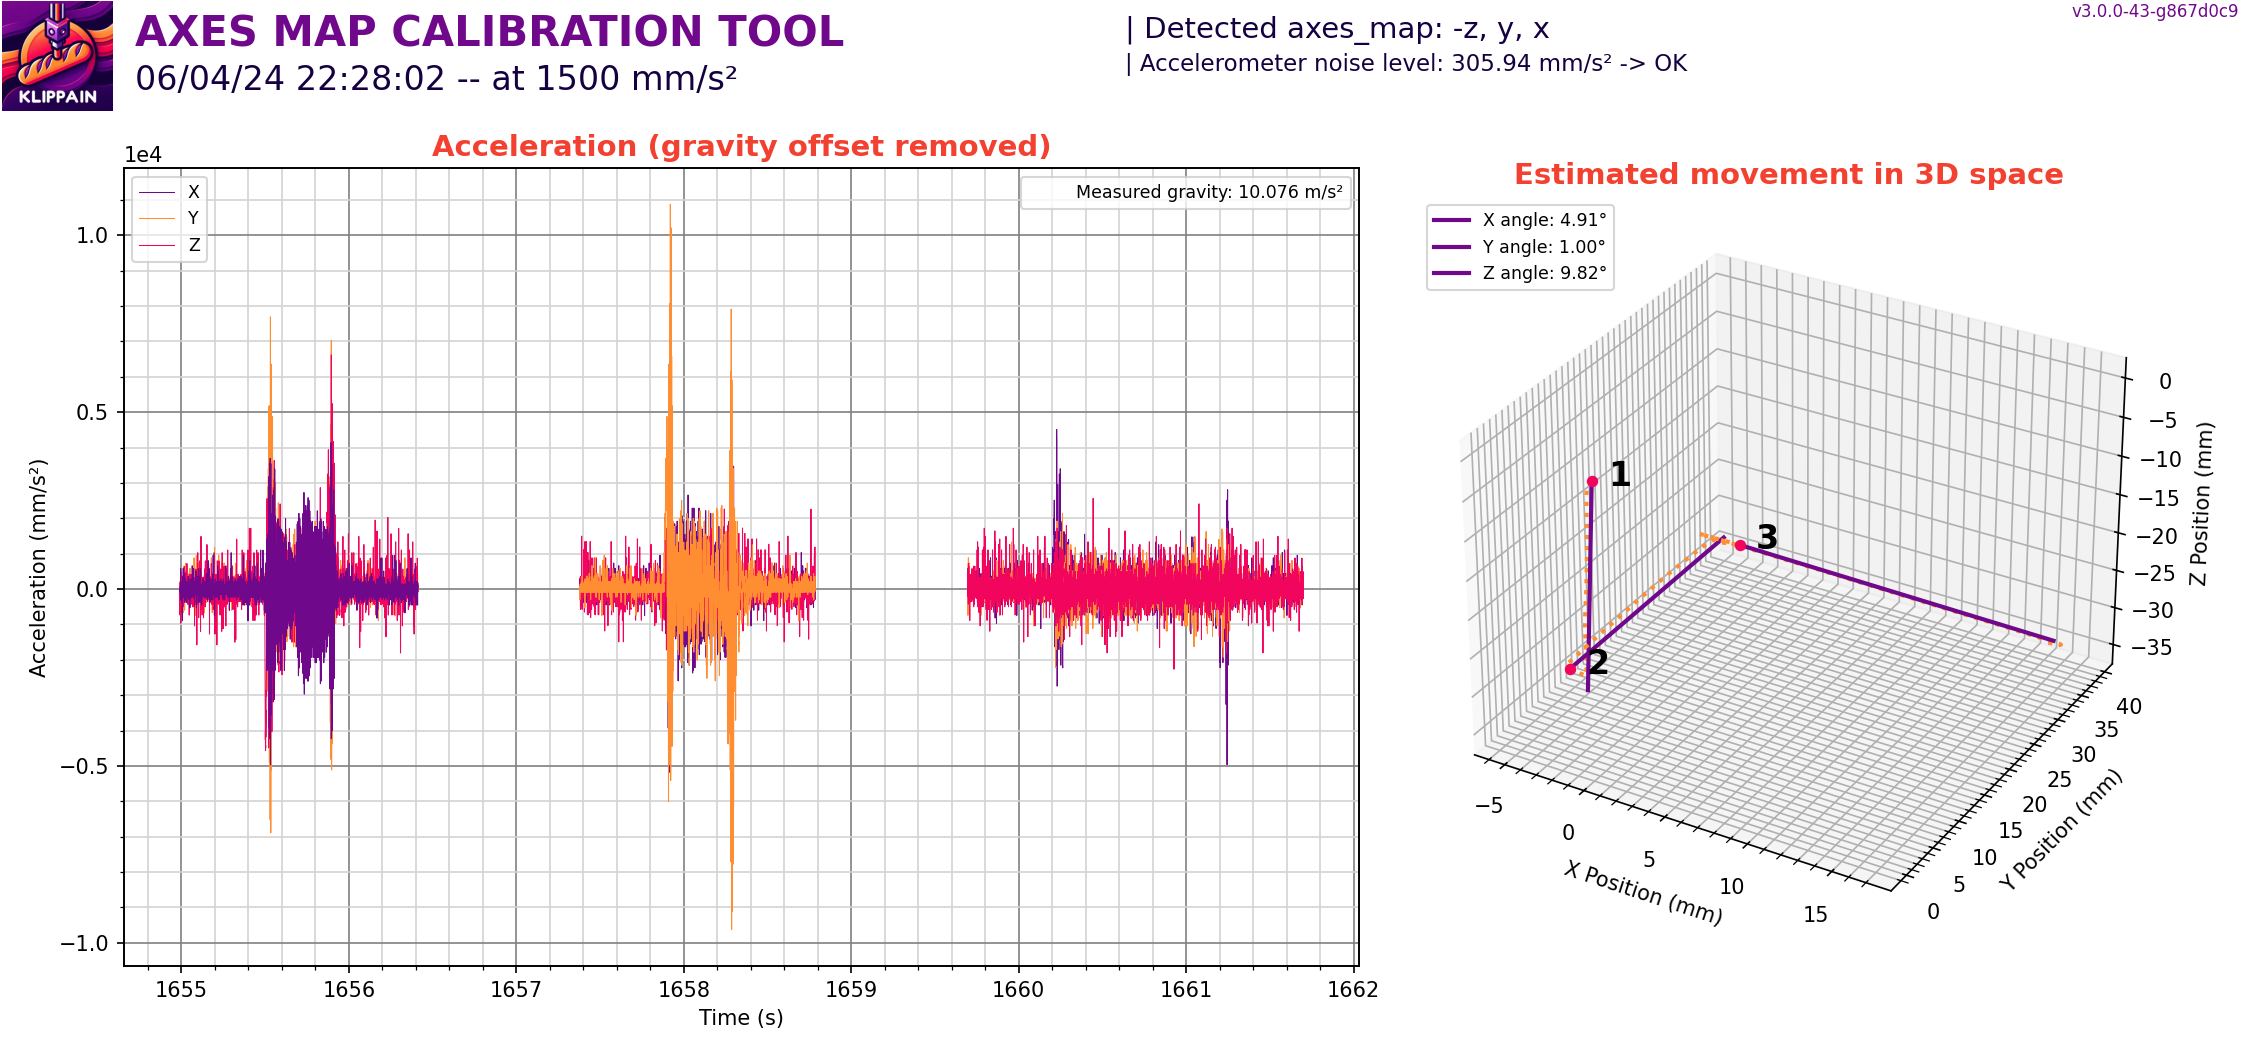 KLIPPAIN
AXES MAP CALIBRATION TOOL
06/04/24 22:28:02 -- at 1500 mm/s²
| Detected axes_map: -z, y, x
| Accelerometer noise level: 305.94 mm/s² -> OK
v3.0.0-43-g867d0c9
Acceleration (gravity offset removed)
1e4
X
Y
Z
Measured gravity: 10.076 m/s²
1.0
0.5
0.0
−0.5
−1.0
Acceleration (mm/s²)
1655 1656 1657 1658 1659 1660 1661 1662
Time (s)
Estimated movement in 3D space
X angle: 4.91°
Y angle: 1.00°
Z angle: 9.82°
1
2
3
0
−5
−10
−15
−20
−25
−30
−35
Z Position (mm)
−5
0
5
10
15
X Position (mm)
0
5
10
15
20
25
30
35
40
Y Position (mm)